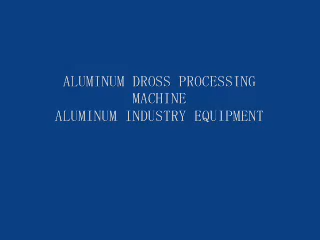 ALUMINUM DROSS PROCESSING
MACHINE
ALUMINUM INDUSTRY EQUIPMENT